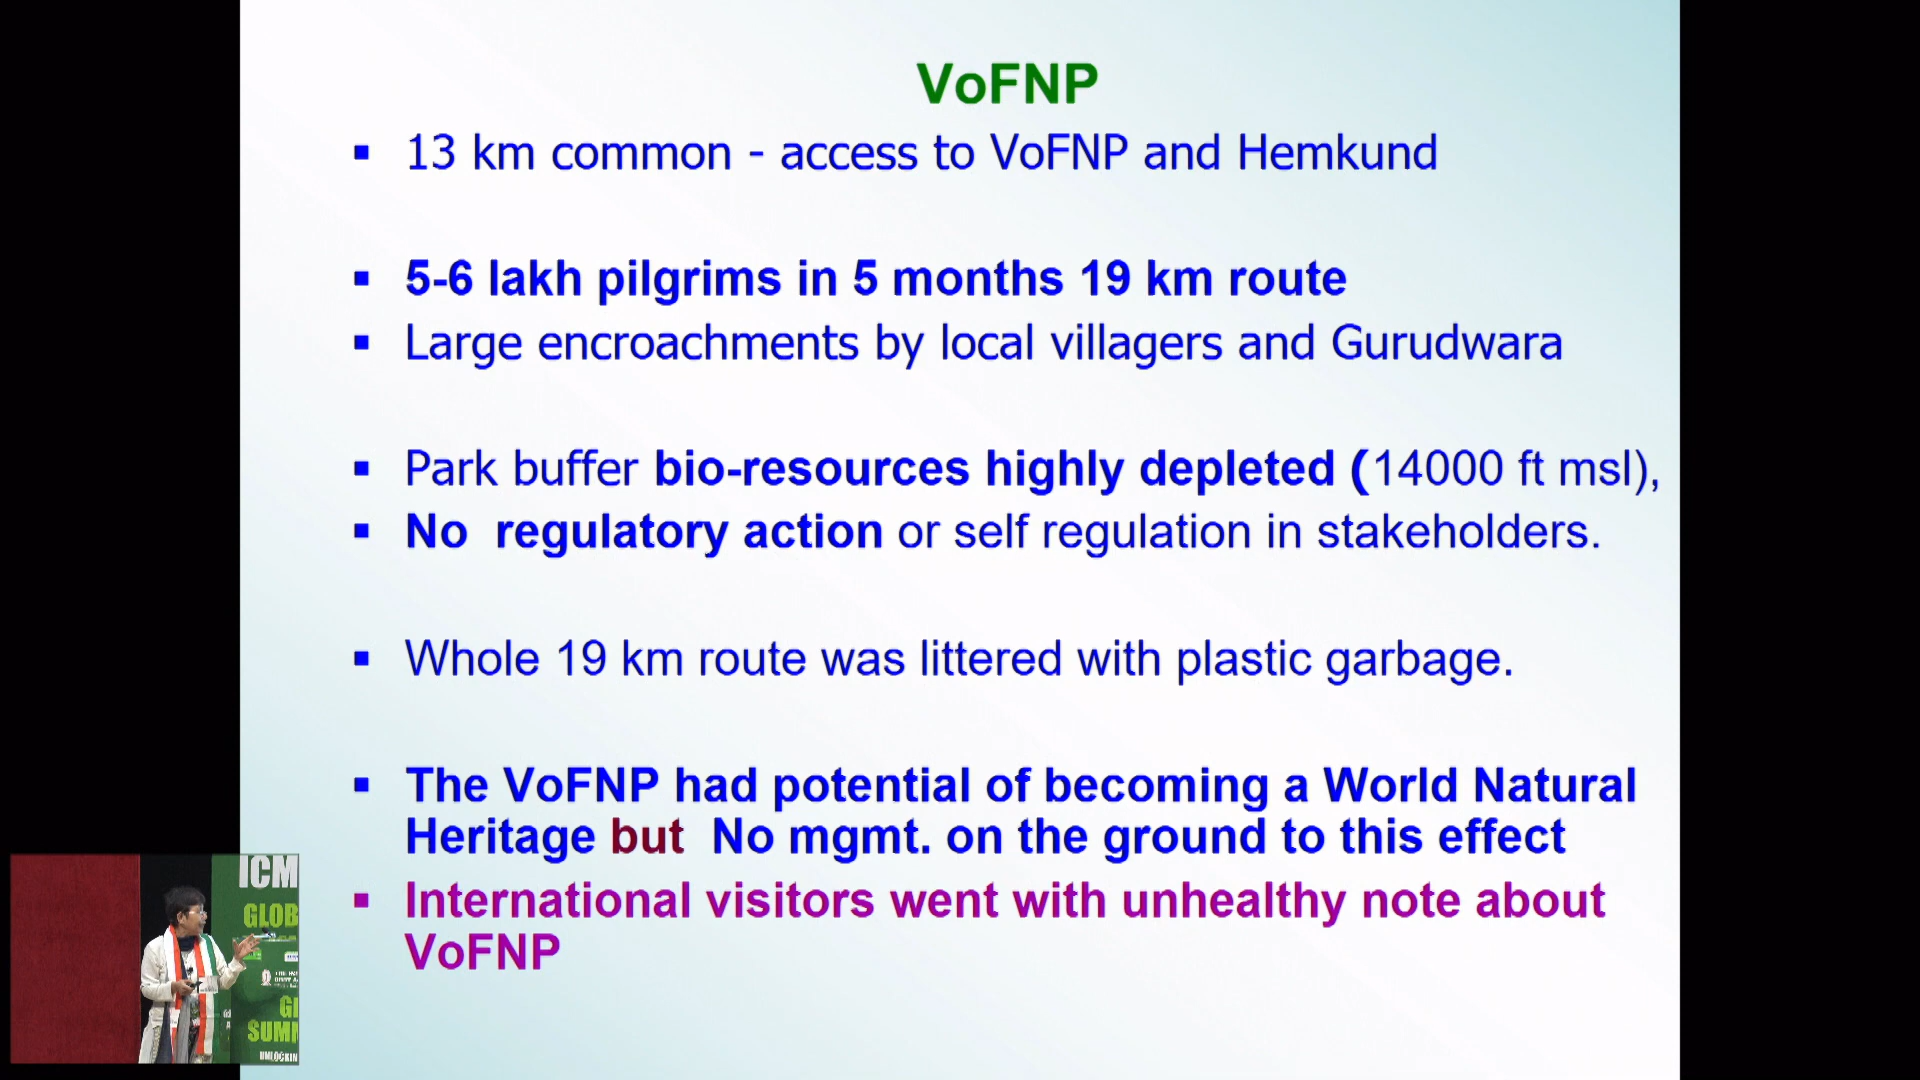 VoFNP
▪ 13 km common - access to VoFNP and Hemkund
▪ 5-6 lakh pilgrims in 5 months 19 km route
▪ Large encroachments by local villagers and Gurudwara
▪ Park buffer bio-resources highly depleted (14000 ft msl),
▪ No regulatory action or self regulation in stakeholders.
▪ Whole 19 km route was littered with plastic garbage.
▪ The VoFNP had potential of becoming a World Natural
Heritage but No mgmt. on the ground to this effect
▪ International visitors went with unhealthy note about
VoFNP
ICM
GLOB
GL
SUMM
UNLOCKIN